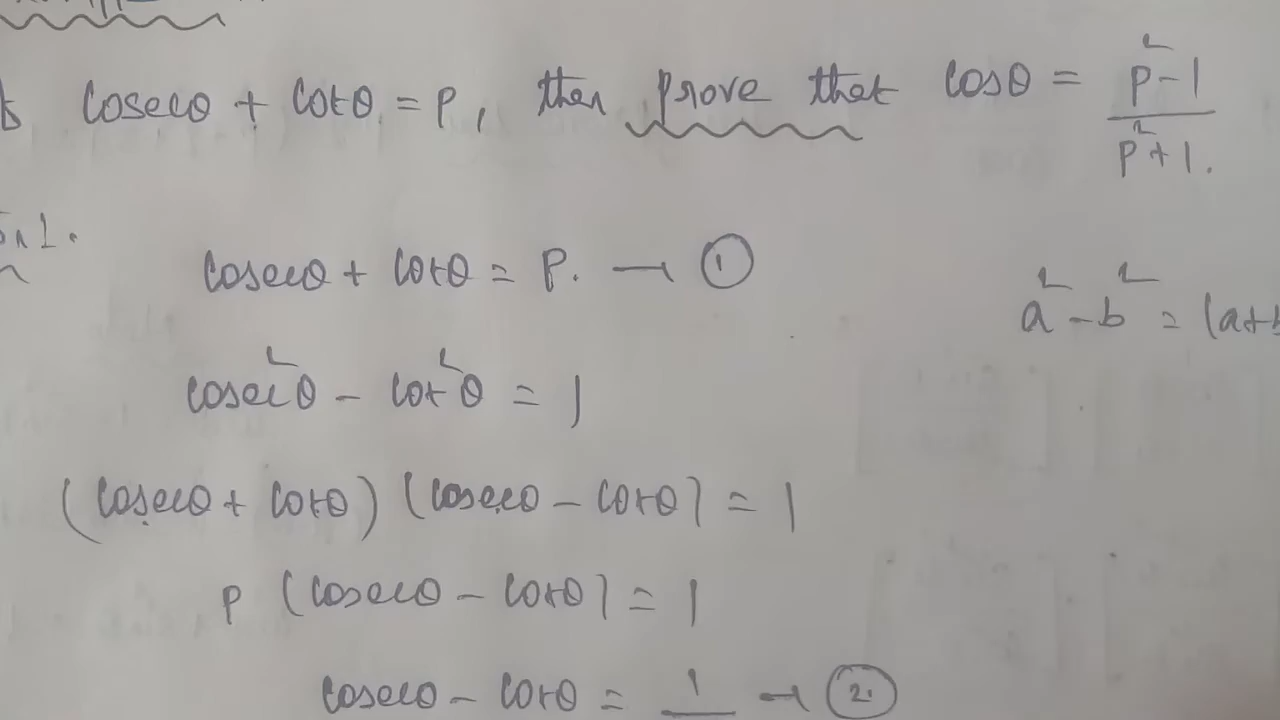 cosecθ + cotθ = P, then prove that cosθ = p² - 1 / p² + 1.
cosecθ + cotθ = P. → ①
a² - b² = (a+b
cosec²θ - cot²θ = 1
(cosecθ + cotθ) (cosecθ - cotθ) = 1
P (cosecθ - cotθ) = 1
cosecθ - cotθ = 1 → ②